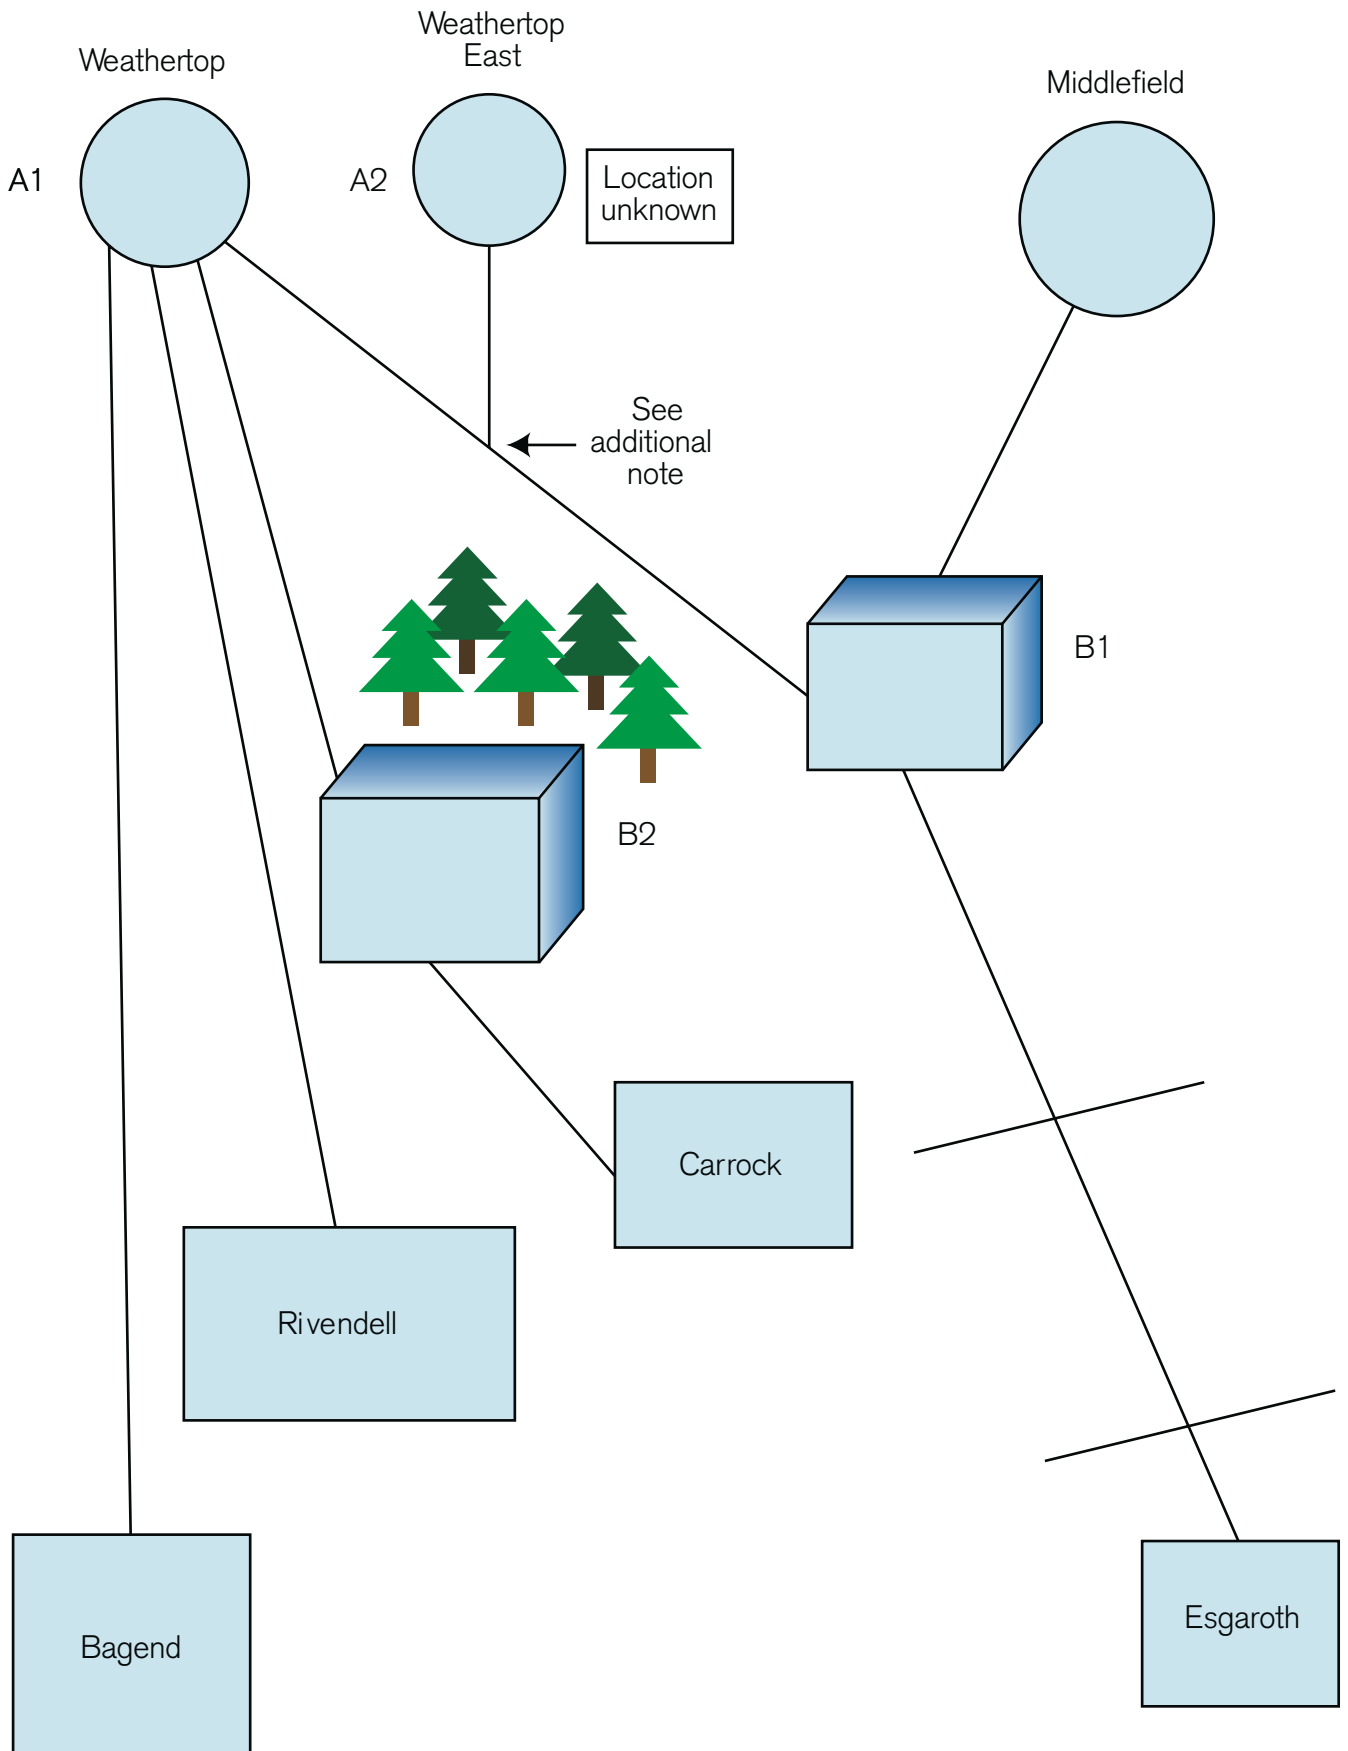 Weathertop
East
Weathertop
Middlefield
A1
A2
Location
unknown
See
additional
note
B1
B2
Carrock
Rivendell
Esgaroth
Bagend